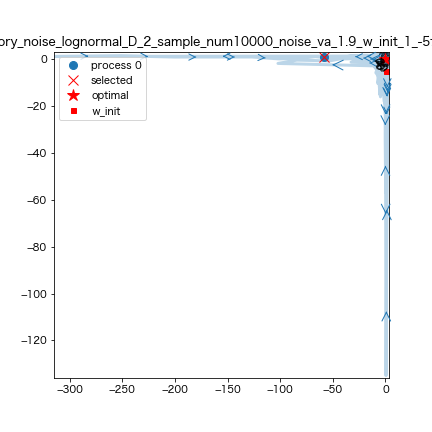 ory_noise_lognormal_D_2_sample_num10000_noise_va_1.9_w_init_1_-5
process 0
selected
optimal
w_init
0
−20
−40
−60
−80
−100
−120
−300 −250 −200 −150 −100 −50 0